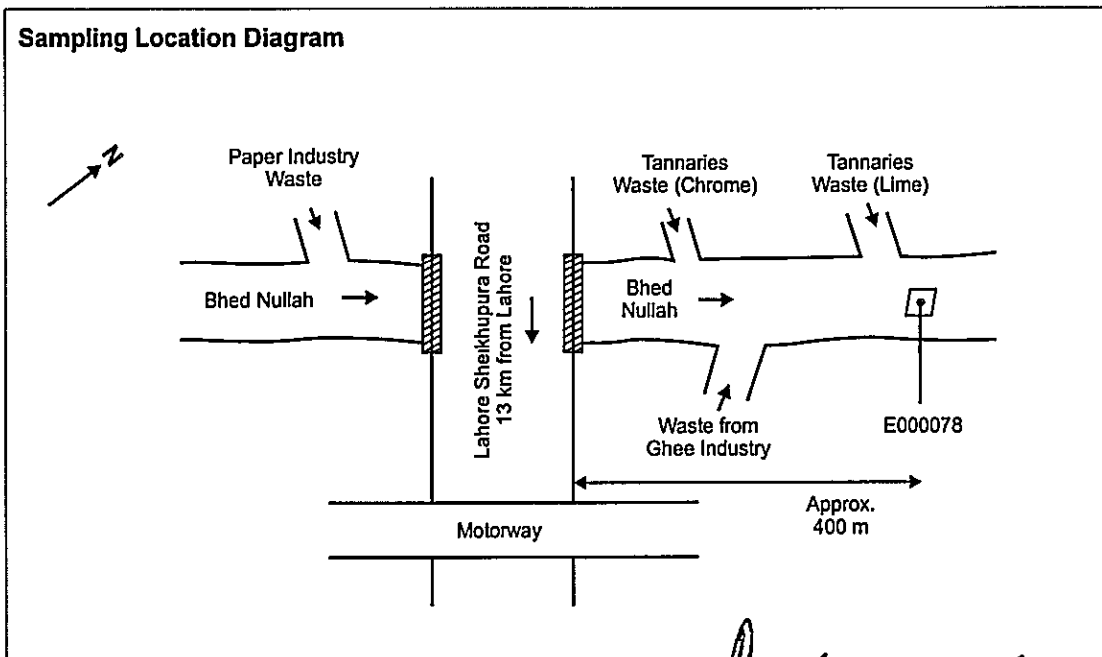 Sampling Location Diagram
N
Paper Industry
Waste
Tannaries
Waste (Chrome)
Tannaries
Waste (Lime)
Bhed Nullah
Lahore Sheikhupura Road
13 km from Lahore
Bhed
Nullah
Waste from
Ghee Industry
E000078
Approx.
400 m
Motorway